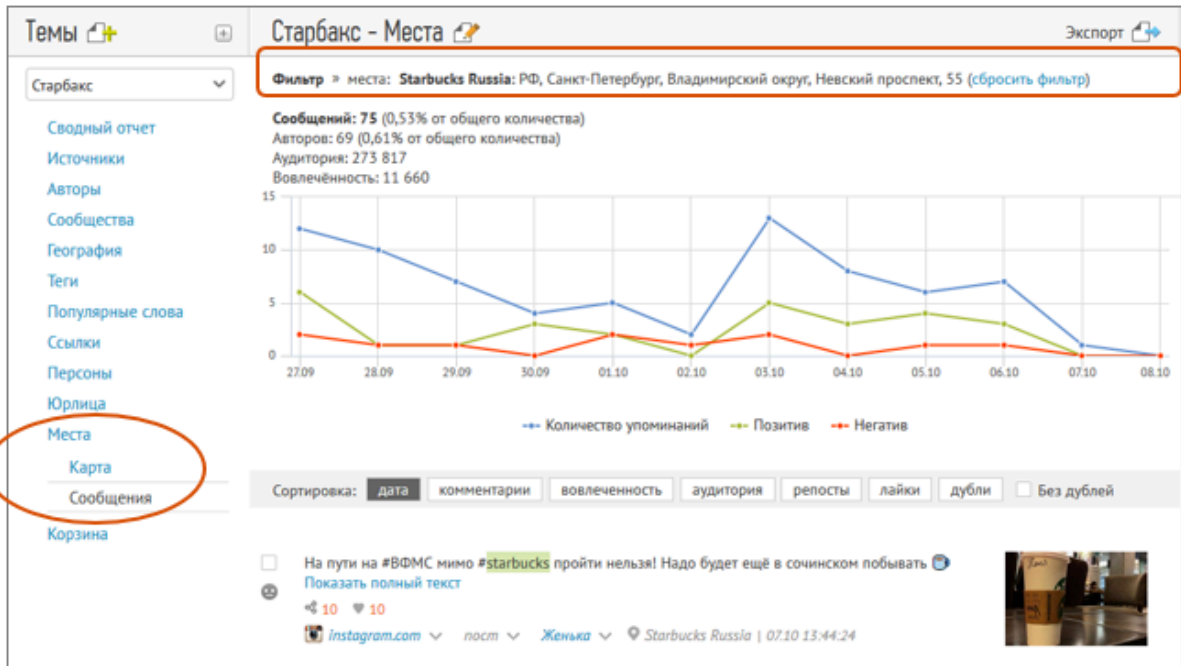 Темы
Старбакс - Места
Экспорт
Старбакс
Фильтр » места: Starbucks Russia: РФ, Санкт-Петербург, Владимирский округ, Невский проспект, 55 (сбросить фильтр)
Сводный отчет
Источники
Авторы
Сообщества
География
Теги
Популярные слова
Ссылки
Персоны
Юрлица
Места
Карта
Сообщения
Корзина
Сообщений: 75 (0,53% от общего количества)
Авторов: 69 (0,61% от общего количества)
Аудитория: 273 817
Вовлечённость: 11 660
15
10
5
0
27.09 28.09 29.09 30.09 01.10 02.10 03.10 04.10 05.10 06.10 07.10 08.10
Количество упоминаний Позитив Негатив
Сортировка: дата комментарии вовлеченность аудитория репосты лайки дубли Без дублей
На пути на #ВФМС мимо #starbucks пройти нельзя! Надо будет ещё в сочинском побывать
Показать полный текст
10 10
instagram.com пост Женька Starbucks Russia | 07.10 13:44:24